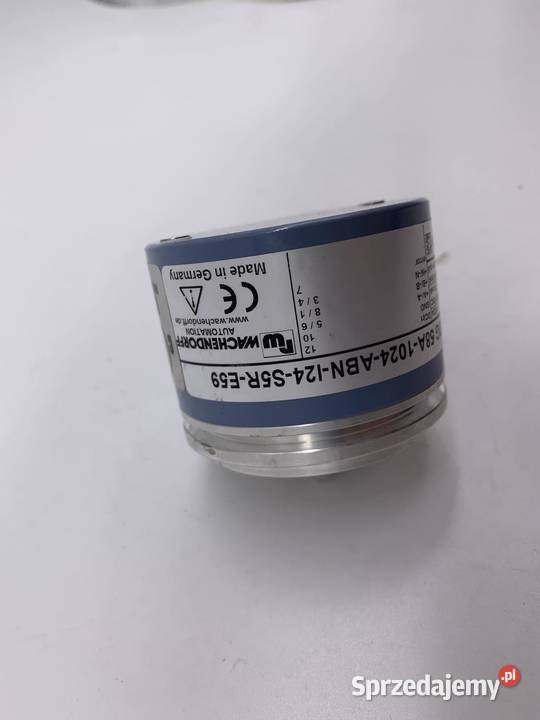 G 58A-1024-ABN-I24-S5R-E59
WACHENDORFF
AUTOMATION
www.wachendorff.de
CE
Made in Germany
12
10
5 / 6
8 / 1
3 / 4
7
Sprzedajemy.pl